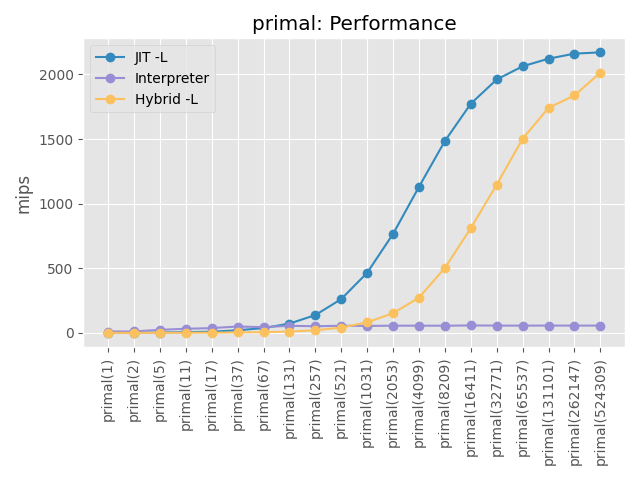 primal: Performance
JIT -L
Interpreter
Hybrid -L
mips
2000
1500
1000
500
0
primal(1)
primal(2)
primal(5)
primal(11)
primal(17)
primal(37)
primal(67)
primal(131)
primal(257)
primal(521)
primal(1031)
primal(2053)
primal(4099)
primal(8209)
primal(16411)
primal(32771)
primal(65537)
primal(131101)
primal(262147)
primal(524309)